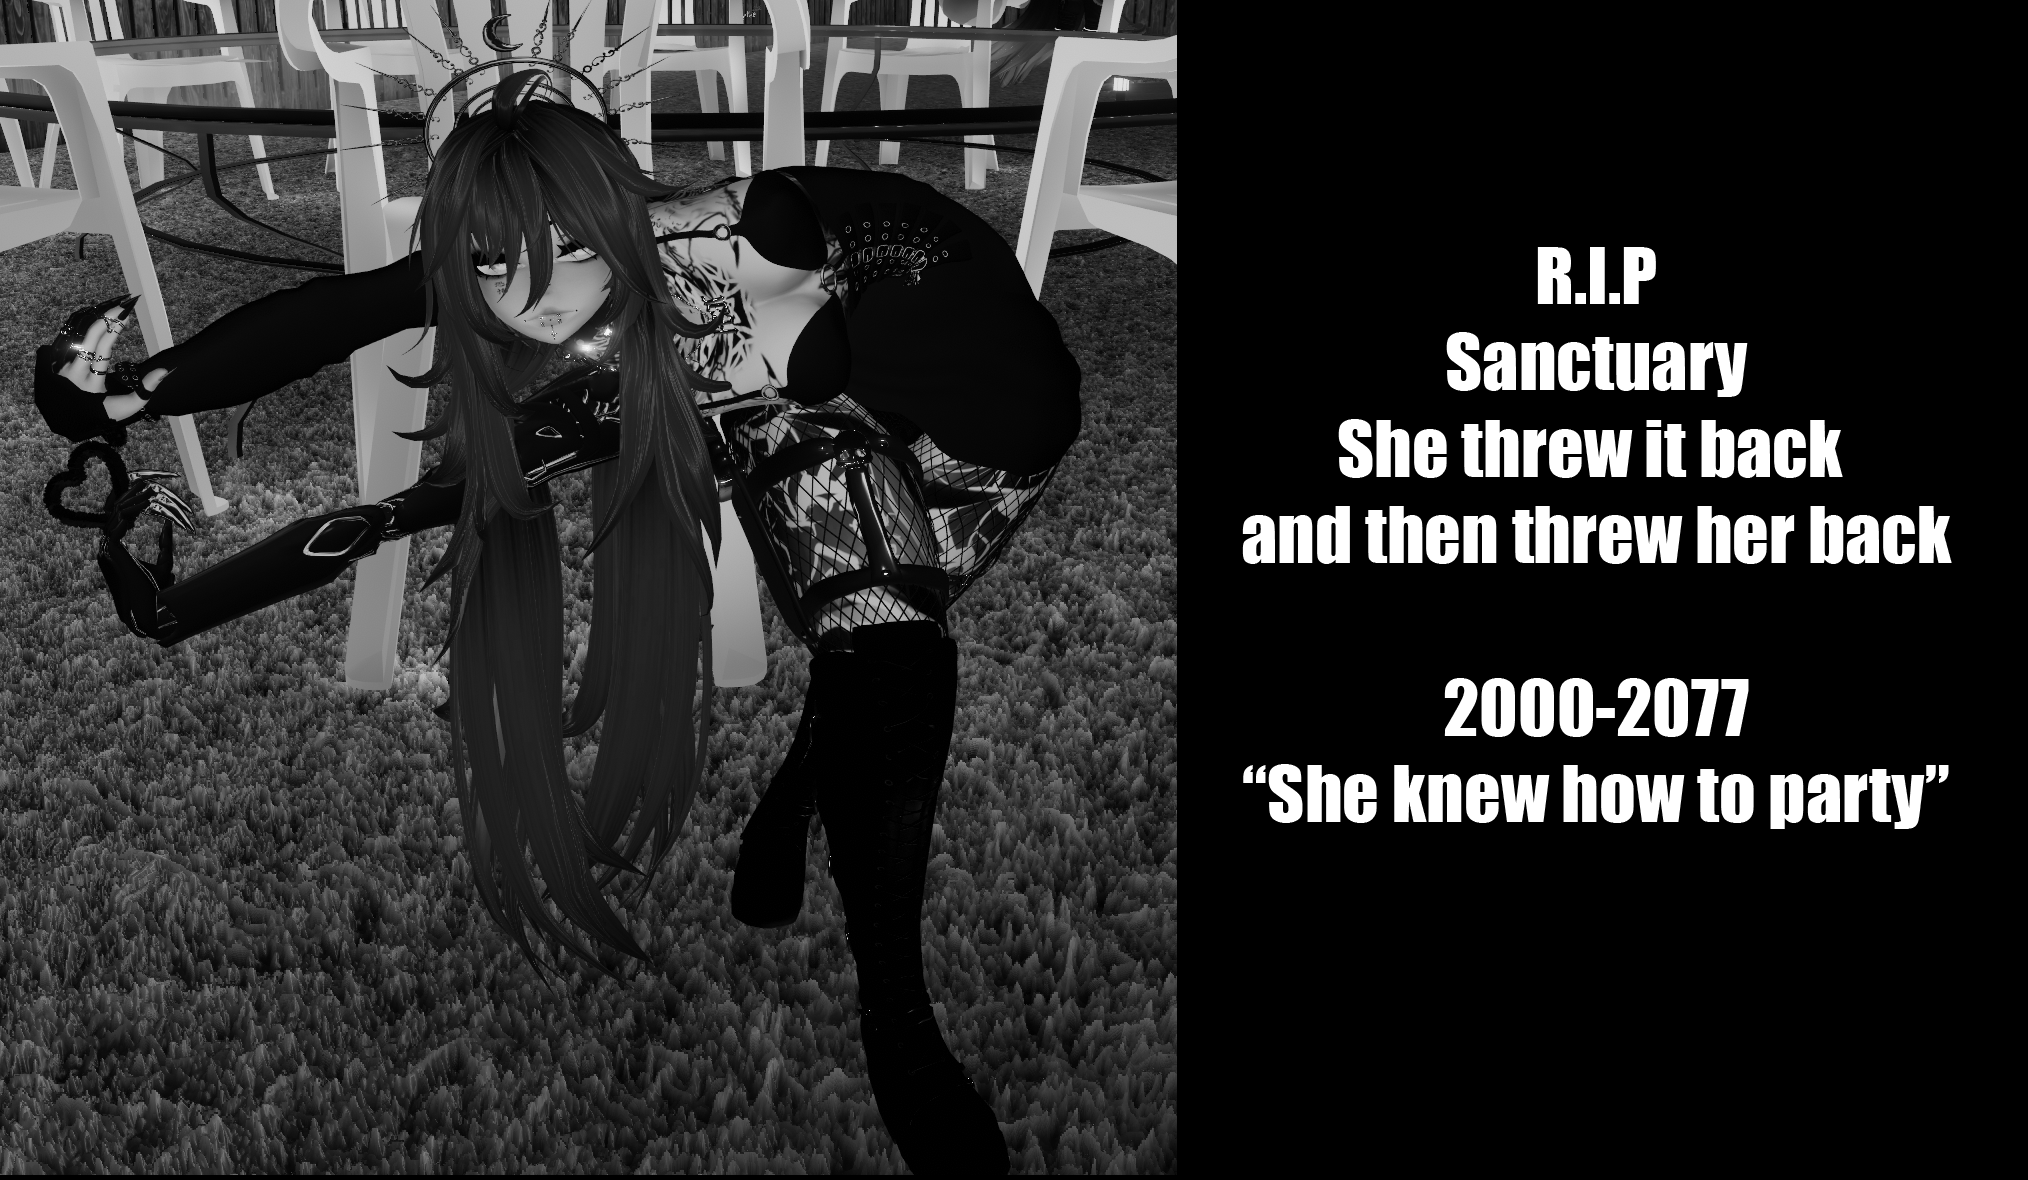 R.I.P
Sanctuary
She threw it back
and then threw her back
2000-2077
“She knew how to party”